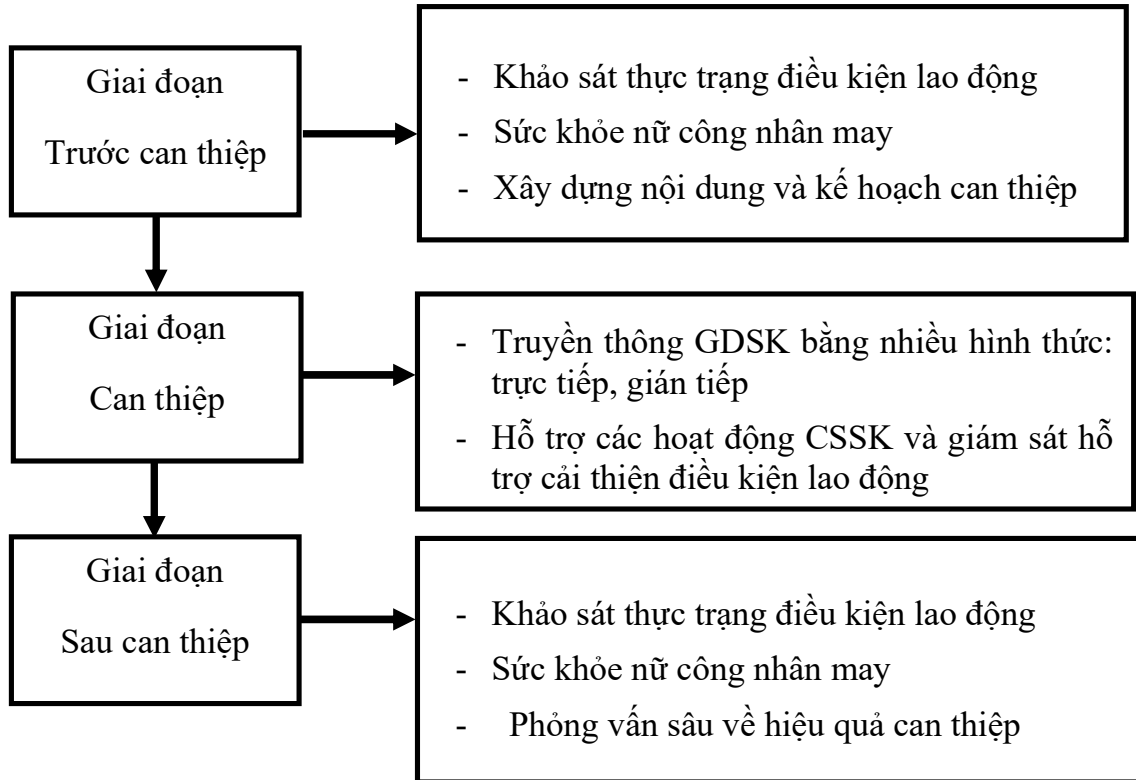 Giai đoạn
Trước can thiệp
- Khảo sát thực trạng điều kiện lao động
- Sức khỏe nữ công nhân may
- Xây dựng nội dung và kế hoạch can thiệp
Giai đoạn
Can thiệp
- Truyền thông GDSK bằng nhiều hình thức:
trực tiếp, gián tiếp
- Hỗ trợ các hoạt động CSSK và giám sát hỗ
trợ cải thiện điều kiện lao động
Giai đoạn
Sau can thiệp
- Khảo sát thực trạng điều kiện lao động
- Sức khỏe nữ công nhân may
- Phỏng vấn sâu về hiệu quả can thiệp